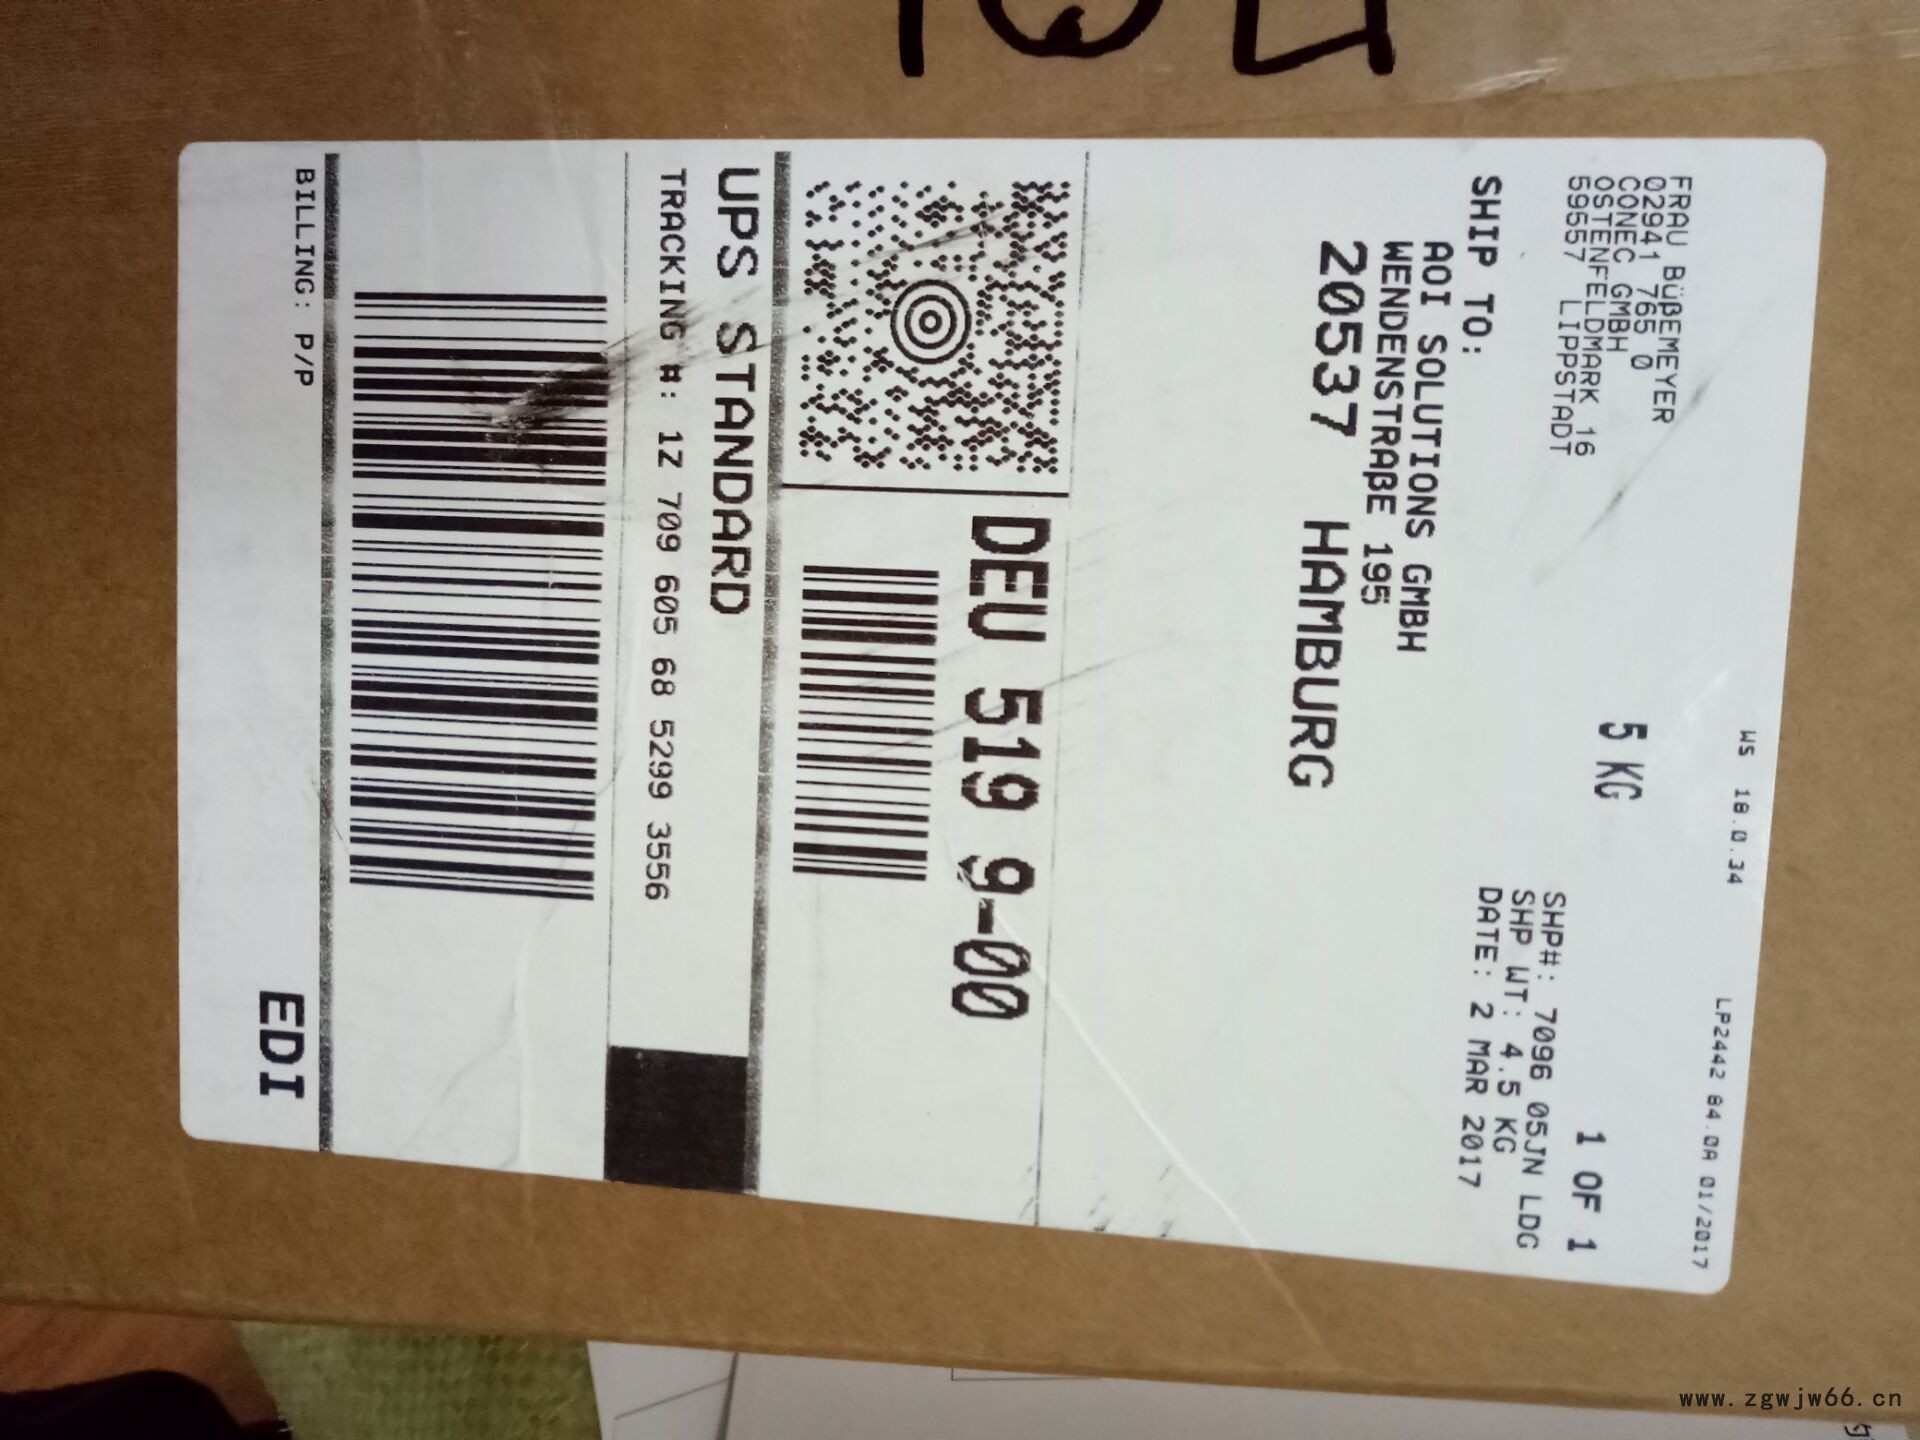 WS 18.0.34 LP2442 84.0A 01/2017
FRAU BÜßEMEYER
02941 765 0
CONEC GMBH
OSTENFELDMARK 16
59557 LIPPSTADT
5 KG
1 OF 1
SHP#: 7096 05JN LDG
SHP WT: 4.5 KG
DATE: 2 MAR 2017
SHIP TO:
AOI SOLUTIONS GMBH
WENDENSTRAßE 195
20537 HAMBURG
DEU 519 9-00
UPS STANDARD
TRACKING #: 1Z 709 605 68 5299 3556
BILLING: P/P
EDI
www.zgwjw66.cn